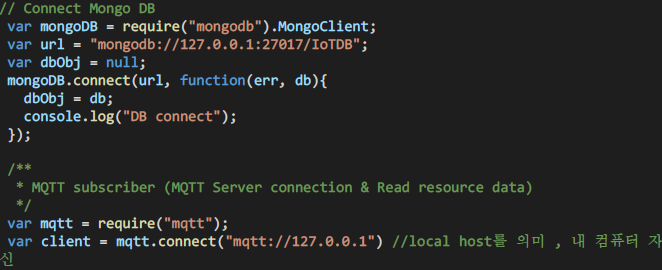 // Connect Mongo DB
var mongoDB = require("mongodb").MongoClient;
var url = "mongodb://127.0.0.1:27017/IoTDB";
var dbObj = null;
mongoDB.connect(url, function(err, db){
  dbObj = db;
  console.log("DB connect");
});

/**
 * MQTT subscriber (MQTT Server connection & Read resource data)
 */
var mqtt = require("mqtt");
var client = mqtt.connect("mqtt://127.0.0.1") //local host를 의미 , 내 컴퓨터 자
신